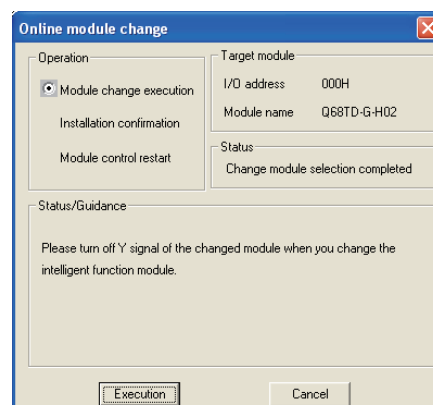 Online module change
Operation
Module change execution
Installation confirmation
Module control restart
Target module
I/O address 000H
Module name Q68TD-G-H02
Status
Change module selection completed
Status/Guidance
Please turn off Y signal of the changed module when you change the
intelligent function module.
Execution Cancel